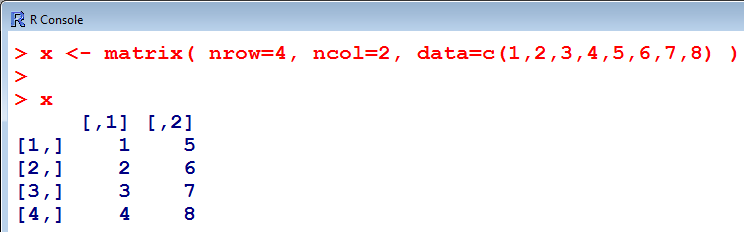 R Console
> x <- matrix( nrow=4, ncol=2, data=c(1,2,3,4,5,6,7,8) )
>
> x
     [,1] [,2]
[1,]    1    5
[2,]    2    6
[3,]    3    7
[4,]    4    8